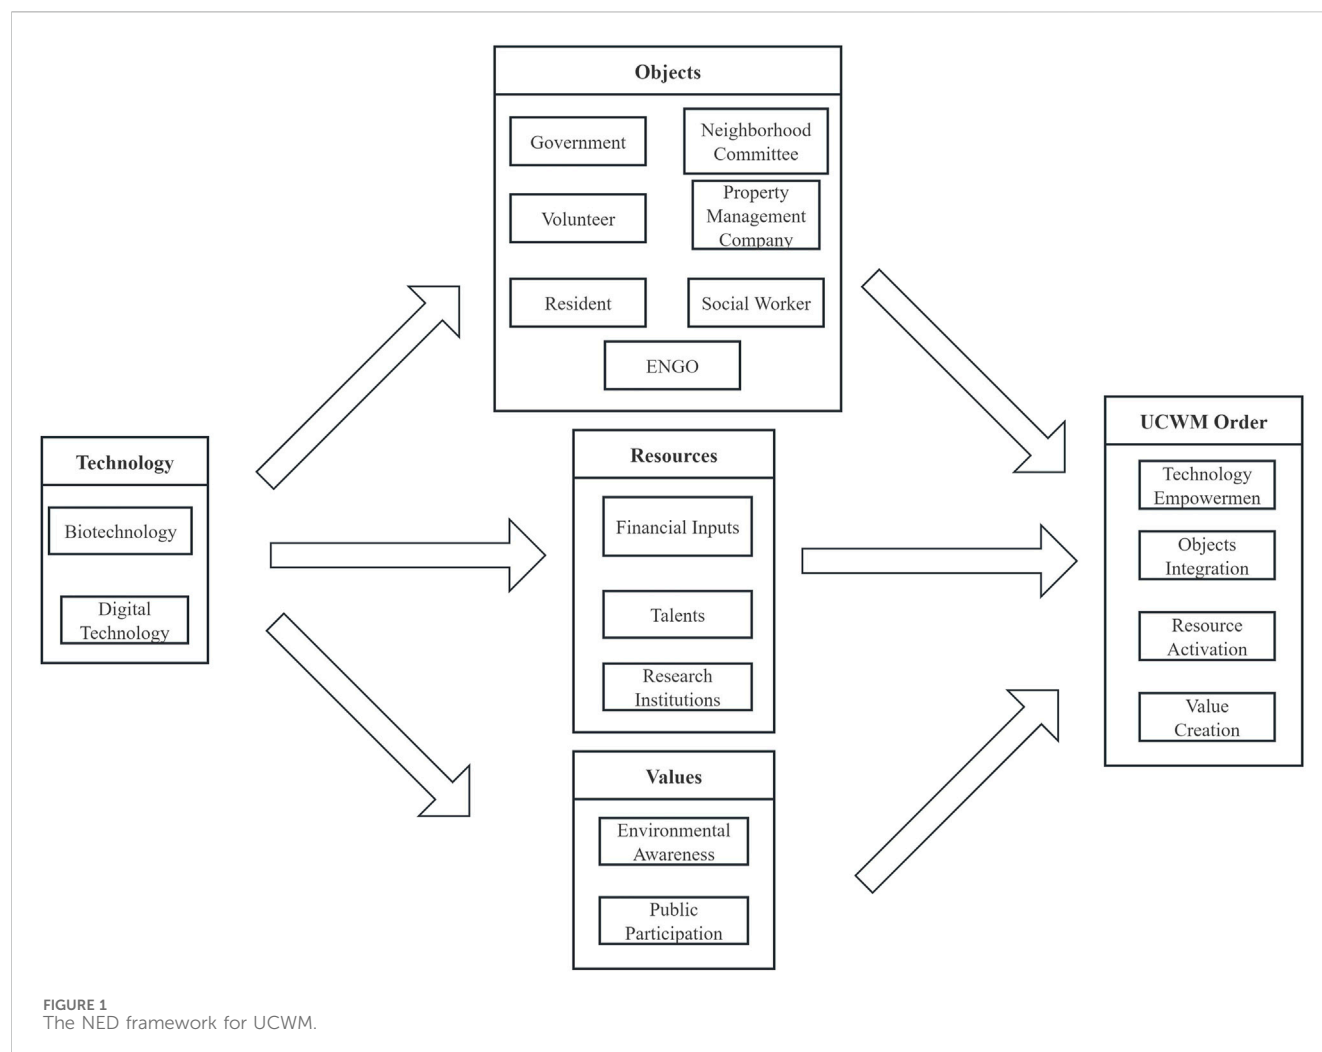 Objects
Government
Neighborhood
Committee
Volunteer
Property
Management
Company
Resident
Social Worker
ENGO
Technology
Biotechnology
Digital
Technology
Resources
Financial Inputs
Talents
Research
Institutions
Values
Environmental
Awareness
Public
Participation
UCWM Order
Technology
Empowermen
Objects
Integration
Resource
Activation
Value
Creation
FIGURE 1
The NED framework for UCWM.